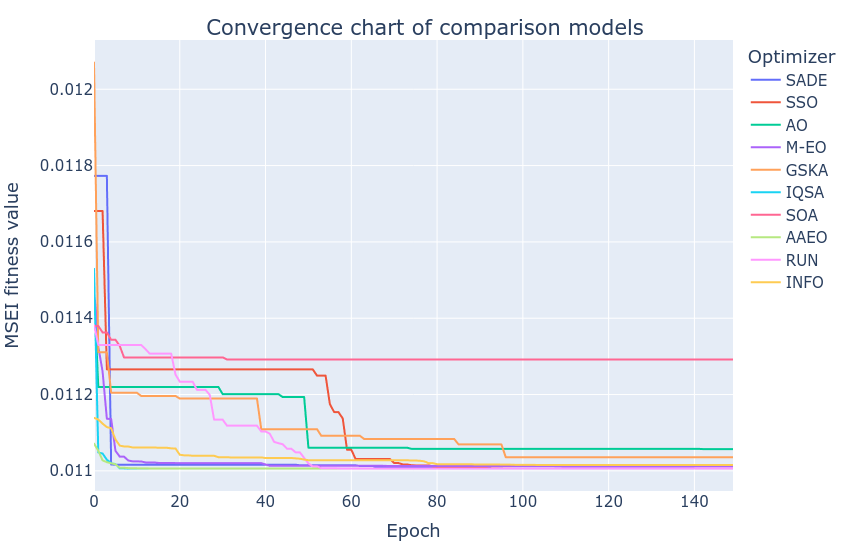 Convergence chart of comparison models
MSEI fitness value
0.012
0.0118
0.0116
0.0114
0.0112
0.011
0 20 40 60 80 100 120 140
Epoch
Optimizer
SADE
SSO
AO
M-EO
GSKA
IQSA
SOA
AAEO
RUN
INFO